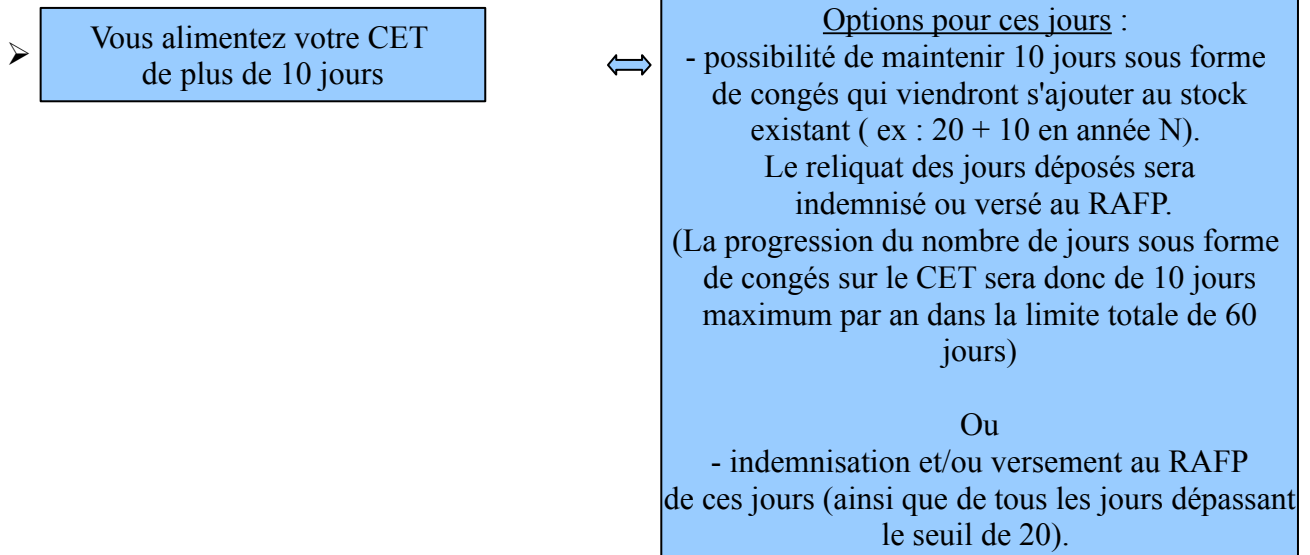 Vous alimentez votre CET
de plus de 10 jours
Options pour ces jours :
- possibilité de maintenir 10 jours sous forme
de congés qui viendront s'ajouter au stock
existant ( ex : 20 + 10 en année N).
Le reliquat des jours déposés sera
indemnisé ou versé au RAFP.
(La progression du nombre de jours sous forme
de congés sur le CET sera donc de 10 jours
maximum par an dans la limite totale de 60
jours)
Ou
- indemnisation et/ou versement au RAFP
de ces jours (ainsi que de tous les jours dépassant
le seuil de 20).